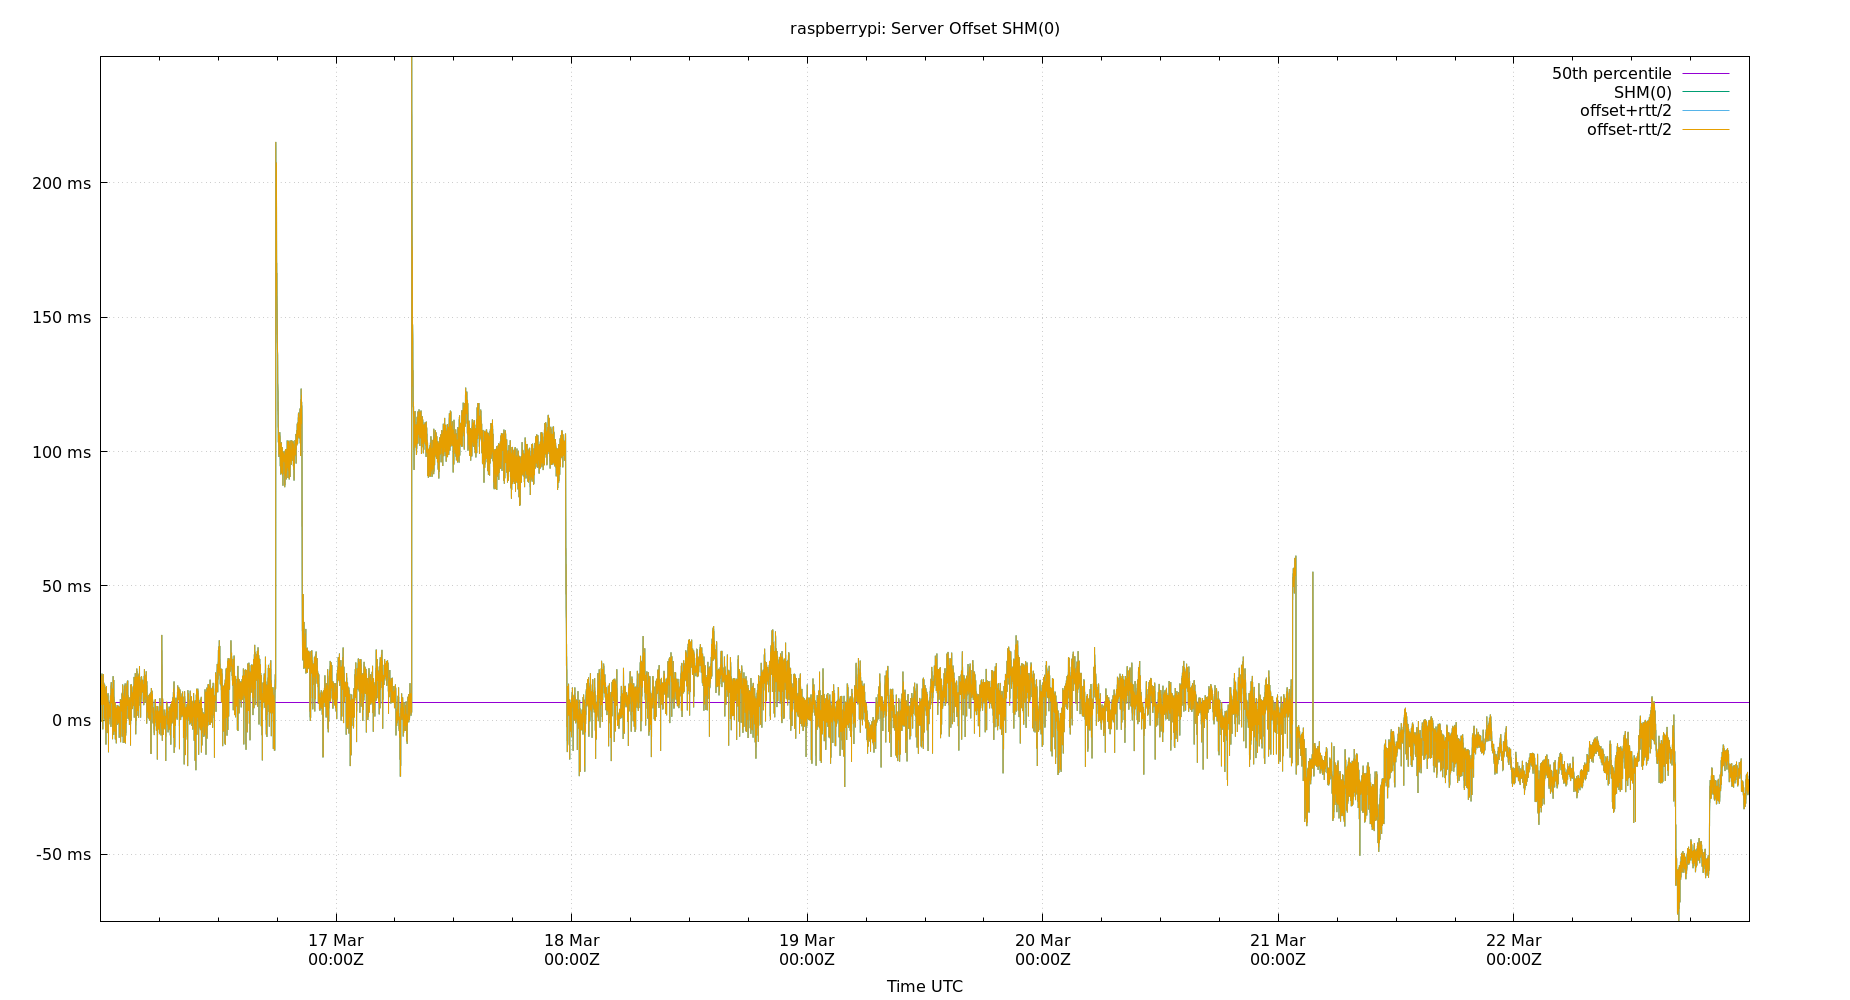 raspberrypi: Server Offset SHM(0)
50th percentile
SHM(0)
offset+rtt/2
offset-rtt/2
200 ms
150 ms
100 ms
50 ms
0 ms
-50 ms
17 Mar 18 Mar 19 Mar 20 Mar 21 Mar 22 Mar
00:00Z 00:00Z 00:00Z 00:00Z 00:00Z 00:00Z
Time UTC